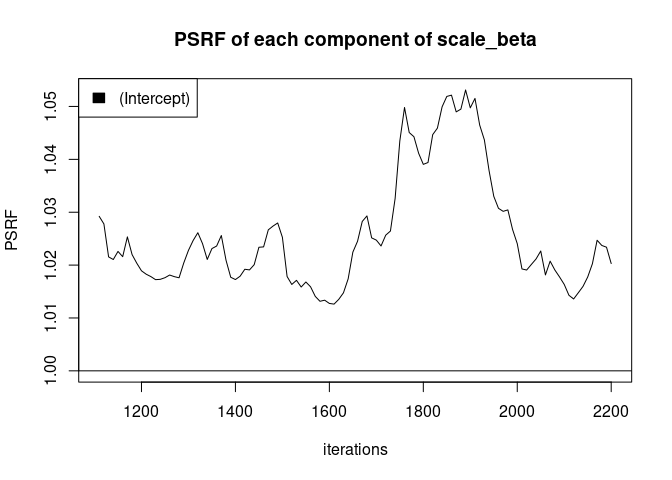 PSRF of each component of scale_beta
(Intercept)
PSRF
1.05
1.04
1.03
1.02
1.01
1.00
1200 1400 1600 1800 2000 2200
iterations